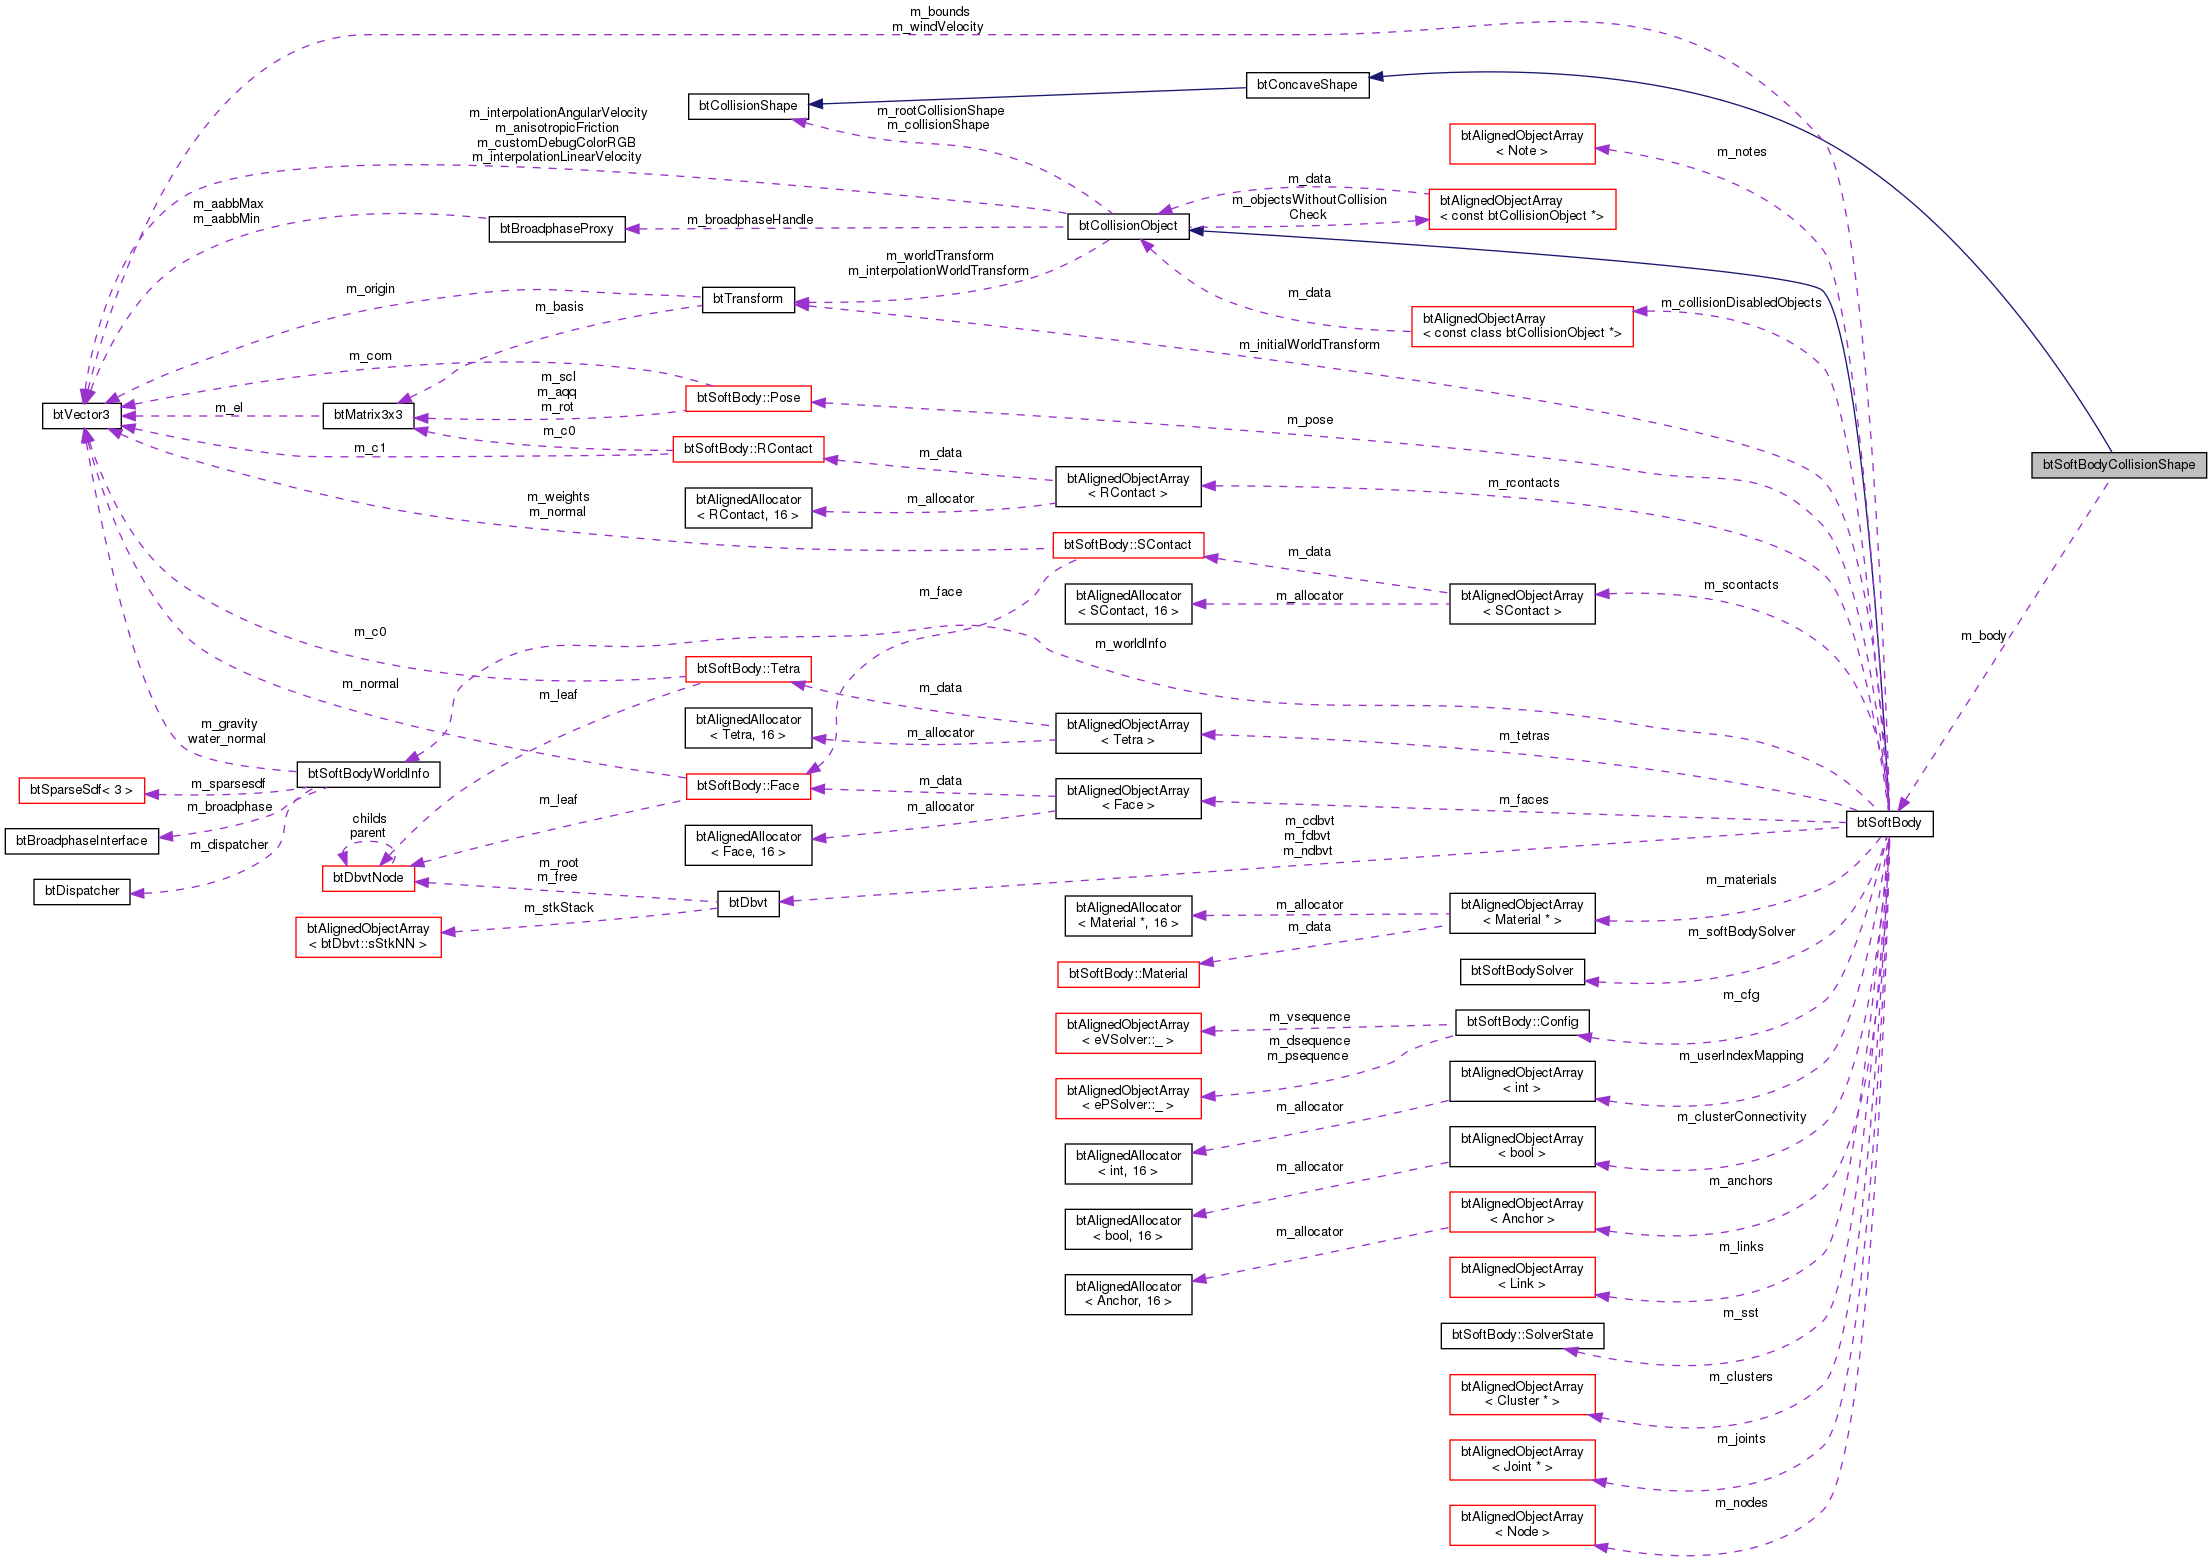 m_bounds
m_windVelocity
btConcaveShape
btCollisionShape
m_rootCollisionShape
m_collisionShape
m_interpolationAngularVelocity
m_anisotropicFriction
m_customDebugColorRGB
m_interpolationLinearVelocity
btAlignedObjectArray
< Note >
m_notes
m_data
m_objectsWithoutCollision
Check
btAlignedObjectArray
< const btCollisionObject *>
m_aabbMax
m_aabbMin
btBroadphaseProxy
m_broadphaseHandle
btCollisionObject
m_worldTransform
m_interpolationWorldTransform
m_origin
btTransform
m_basis
m_data
m_collisionDisabledObjects
btAlignedObjectArray
< const class btCollisionObject *>
m_initialWorldTransform
m_com
m_scl
m_aqq
m_rot
btSoftBody::Pose
btVector3
m_el
btMatrix3x3
m_pose
m_c0
m_c1
btSoftBody::RContact
m_data
btAlignedObjectArray
< RContact >
m_rcontacts
btSoftBodyCollisionShape
m_weights
m_normal
btAlignedAllocator
< RContact, 16 >
m_allocator
btSoftBody::SContact
m_data
m_face
btAlignedAllocator
< SContact, 16 >
m_allocator
btAlignedObjectArray
< SContact >
m_scontacts
m_body
m_c0
m_worldInfo
btSoftBody::Tetra
m_normal
m_leaf
m_data
btAlignedAllocator
< Tetra, 16 >
m_allocator
btAlignedObjectArray
< Tetra >
m_tetras
m_gravity
water_normal
btSoftBodyWorldInfo
btSparseSdf< 3 >
m_sparsesdf
m_broadphase
btSoftBody::Face
m_data
m_leaf
m_allocator
btAlignedObjectArray
< Face >
m_faces
btSoftBody
btBroadphaseInterface
m_dispatcher
childs
parent
btAlignedAllocator
< Face, 16 >
m_cdbvt
m_fdbvt
m_ndbvt
btDispatcher
btDbvtNode
m_root
m_free
btDbvt
m_stkStack
btAlignedObjectArray
< btDbvt::sStkNN >
m_materials
btAlignedAllocator
< Material *, 16 >
m_allocator
m_data
btAlignedObjectArray
< Material * >
m_softBodySolver
btSoftBody::Material
btSoftBodySolver
m_cfg
btAlignedObjectArray
< eVSolver::_ >
m_vsequence
m_dsequence
m_psequence
btSoftBody::Config
m_userIndexMapping
btAlignedObjectArray
< ePSolver::_ >
btAlignedObjectArray
< int >
m_allocator
m_clusterConnectivity
btAlignedAllocator
< int, 16 >
btAlignedObjectArray
< bool >
m_allocator
m_anchors
btAlignedAllocator
< bool, 16 >
btAlignedObjectArray
< Anchor >
m_allocator
m_links
btAlignedAllocator
< Anchor, 16 >
btAlignedObjectArray
< Link >
m_sst
btSoftBody::SolverState
m_clusters
btAlignedObjectArray
< Cluster * >
m_joints
btAlignedObjectArray
< Joint * >
m_nodes
btAlignedObjectArray
< Node >